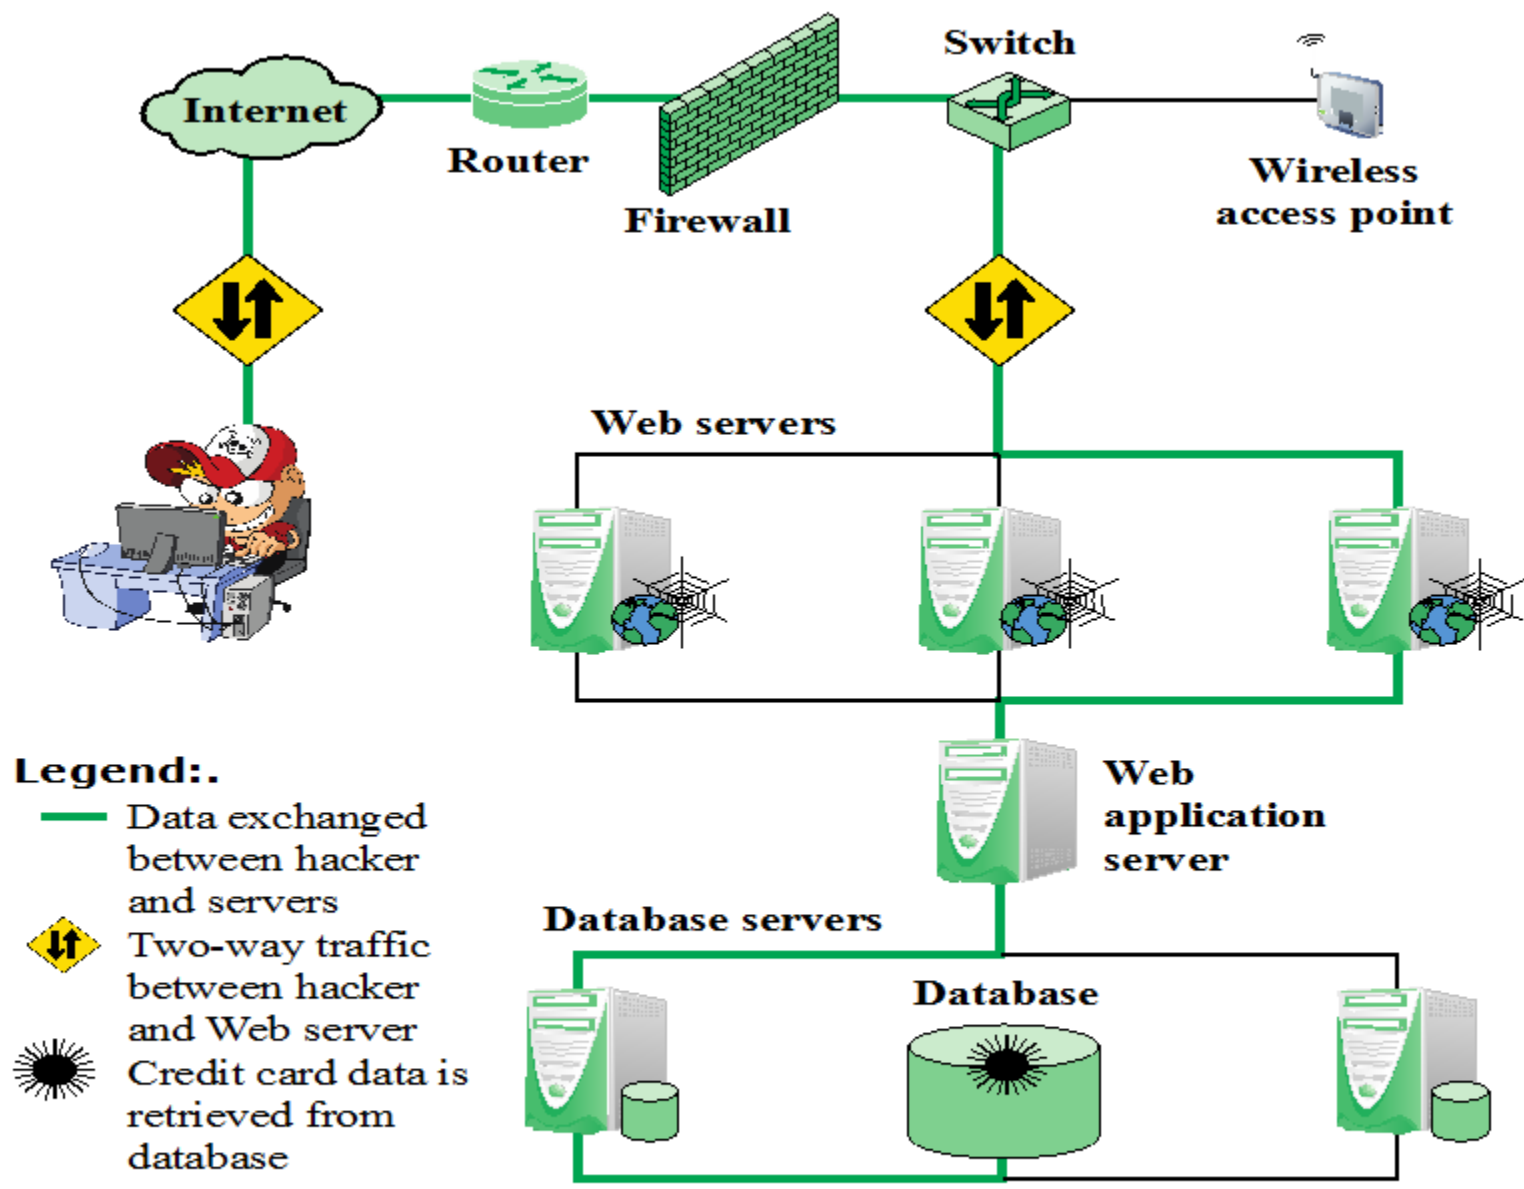 Internet
Router
Firewall
Switch
Wireless
access point
Web servers
Web
application
server
Database servers
Database
Legend:.
Data exchanged
between hacker
and servers
Two-way traffic
between hacker
and Web server
Credit card data is
retrieved from
database